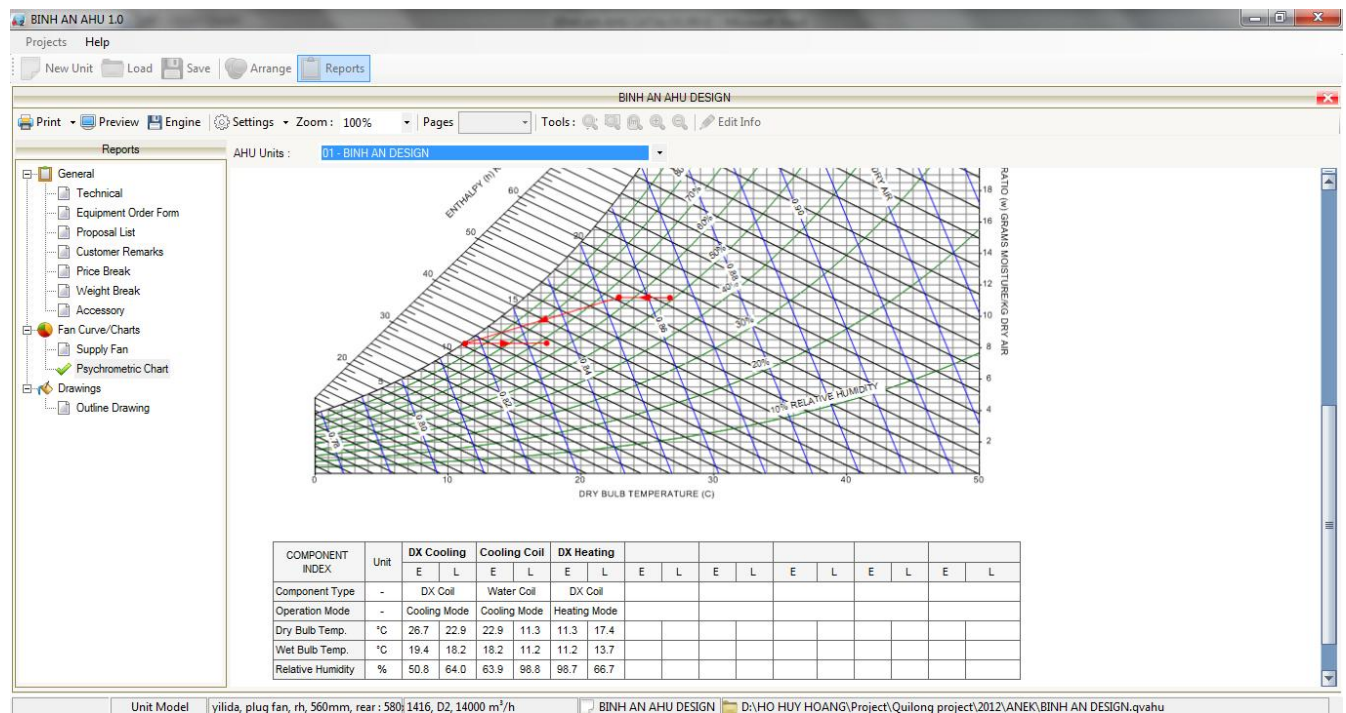 BINH AN AHU 1.0
Projects Help
New Unit Load Save Arrange Reports
BINH AN AHU DESIGN
Print Preview Engine Settings Zoom : 100% Pages Tools : Edit Info
Reports
AHU Units : 01 - BINH AN DESIGN
General
Technical
Equipment Order Form
Proposal List
Customer Remarks
Price Break
Weight Break
Accessory
Fan Curve/Charts
Supply Fan
Psychrometric Chart
Drawings
Outline Drawing
ENTHALPY (h)
20 30 40 50 60
5 10 15 20
70% 50% 30% 20%
10% RELATIVE HUMIDITY
0.78 0.80 0.82 0.84 0.86 0.88 0.90
DRY AIR
RATIO (w) GRAMS MOISTURE/KG DRY AIR
18
16
14
12
10
8
6
4
2
0 10 20 30 40 50
DRY BULB TEMPERATURE (C)
COMPONENT INDEX Unit DX Cooling Cooling Coil DX Heating
E L E L E L E L E L E L E L E L
Component Type - DX Coil Water Coil DX Coil
Operation Mode - Cooling Mode Cooling Mode Heating Mode
Dry Bulb Temp. °C 26.7 22.9 22.9 11.3 11.3 17.4
Wet Bulb Temp. °C 19.4 18.2 18.2 11.2 11.2 13.7
Relative Humidity % 50.8 64.0 63.9 98.8 98.7 66.7
Unit Model yilida, plug fan, rh, 560mm, rear : 580; 1416, D2, 14000 m³/h BINH AN AHU DESIGN D:\HO HUY HOANG\Project\Quilong project\2012\ANEK\BINH AN DESIGN.qvahu